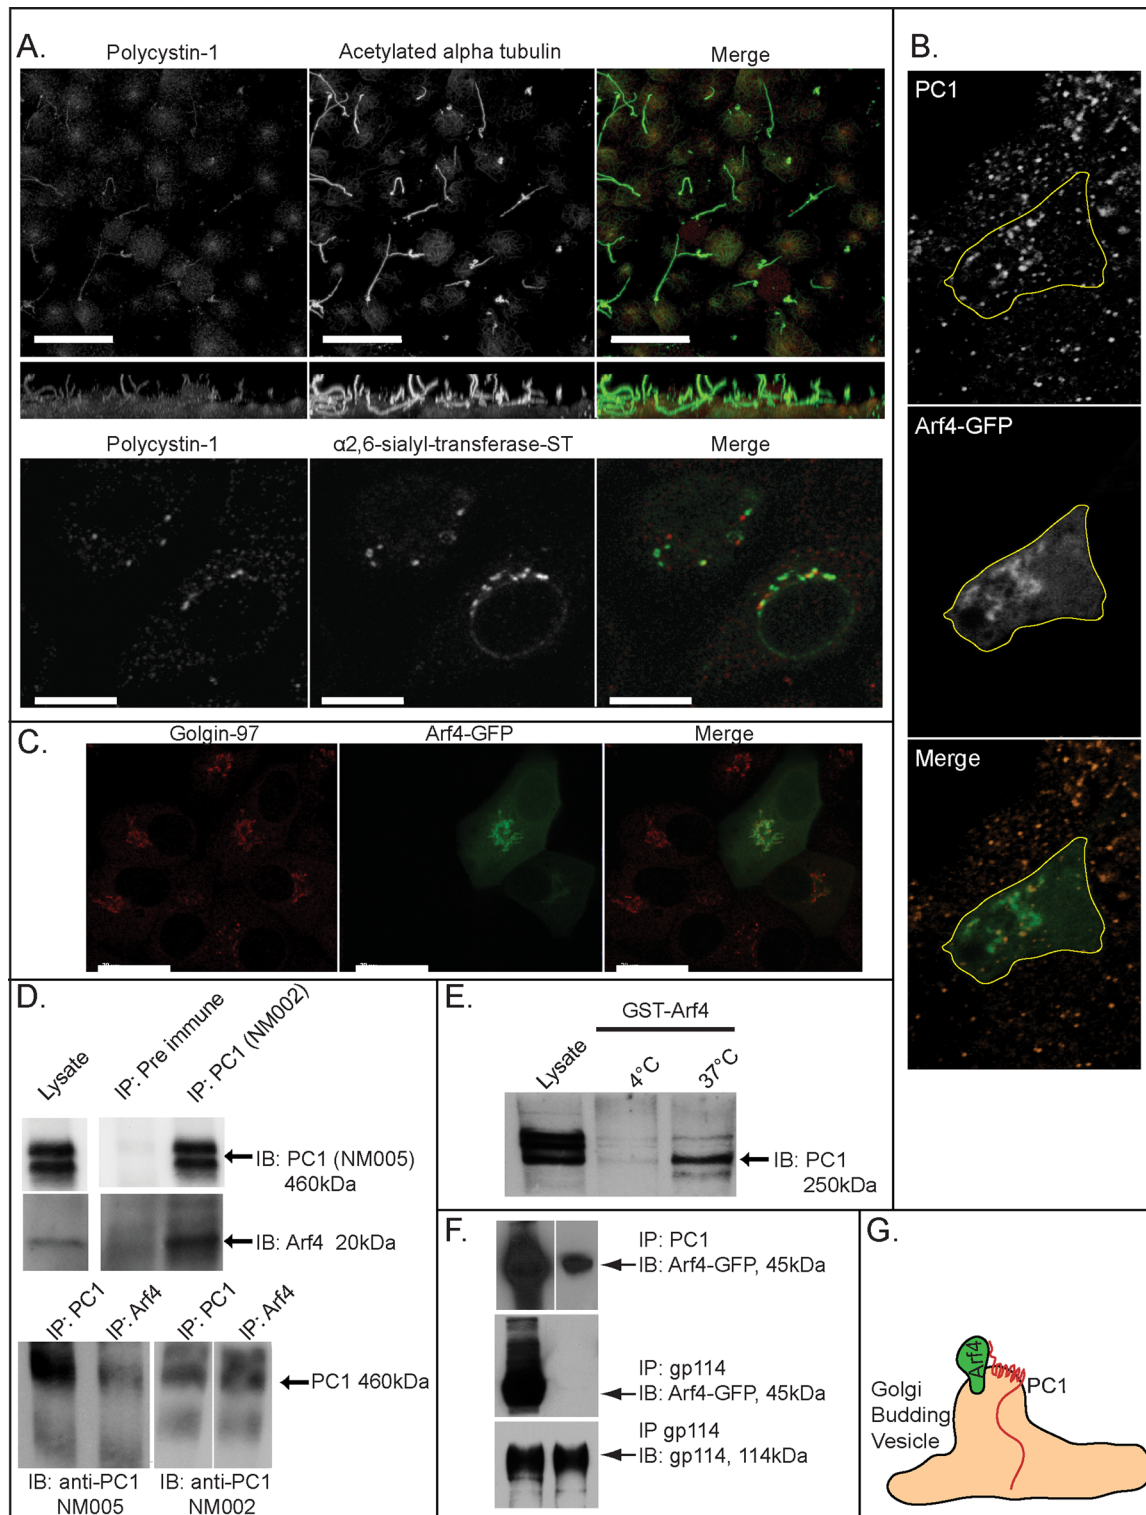 A.
Polycystin-1
Acetylated alpha tubulin
Merge
Polycystin-1
α2,6-sialyl-transferase-ST
Merge
B.
PC1
Arf4-GFP
Merge
C.
Golgin-97
Arf4-GFP
Merge
D.
Lysate
IP: Pre immune
IP: PC1 (NM002)
IB: PC1 (NM005)
460kDa
IB: Arf4 20kDa
IP: PC1
IP: Arf4
IP: PC1
IP: Arf4
PC1 460kDa
IB: anti-PC1
NM005
IB: anti-PC1
NM002
E.
GST-Arf4
Lysate
4°C
37°C
IB: PC1
250kDa
F.
IP: PC1
IB: Arf4-GFP, 45kDa
IP: gp114
IB: Arf4-GFP, 45kDa
IP gp114
IB: gp114, 114kDa
G.
Arf4
PC1
Golgi
Budding
Vesicle